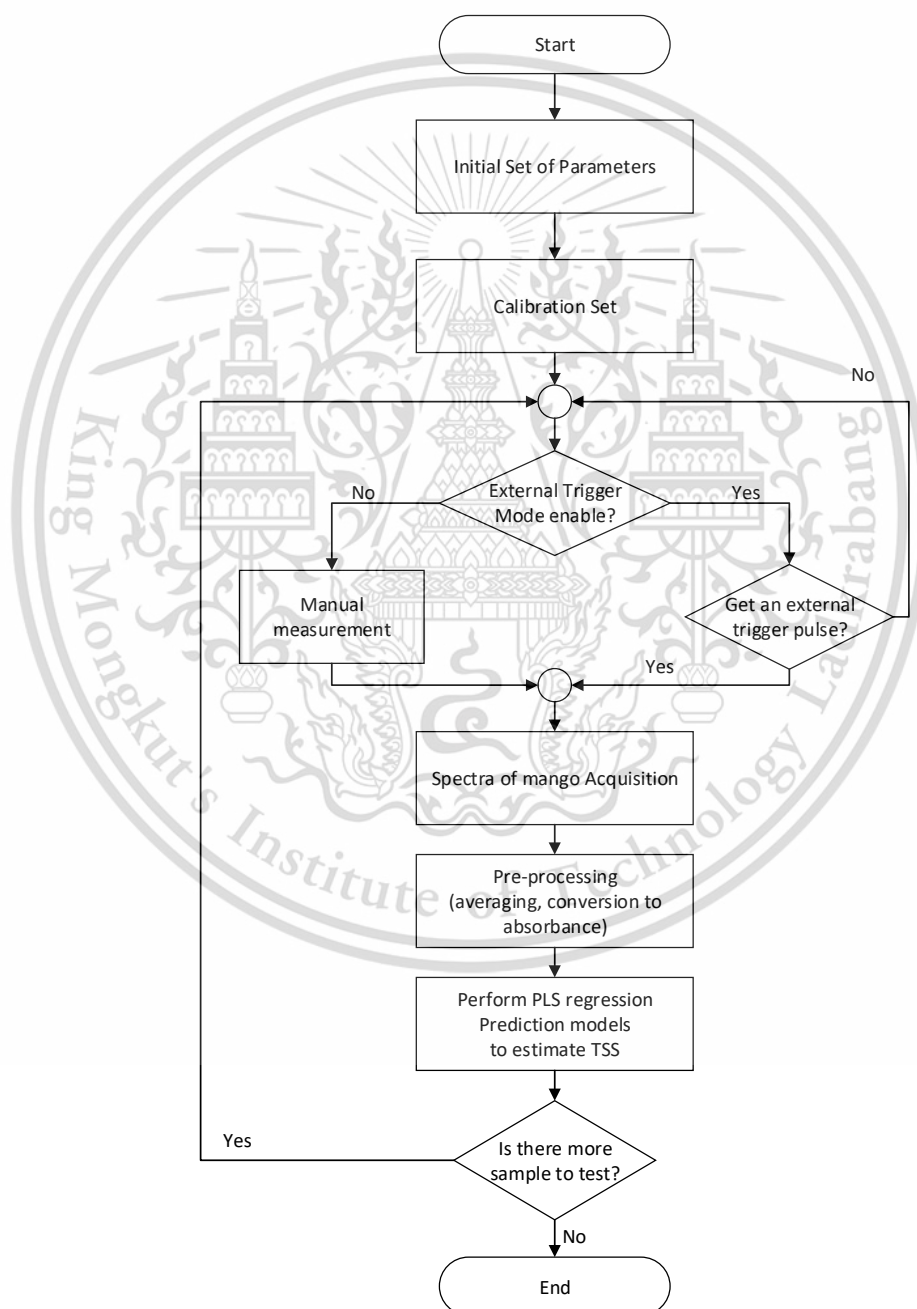 Start
Initial Set of Parameters
Calibration Set
No
External Trigger
Mode enable?
No
Yes
Manual
measurement
Get an external
trigger pulse?
Yes
Spectra of mango Acquisition
Pre-processing
(averaging, conversion to
absorbance)
Perform PLS regression
Prediction models
to estimate TSS
Is there more
sample to test?
Yes
No
End
King Mongkut's Institute of Technology Ladkrabang